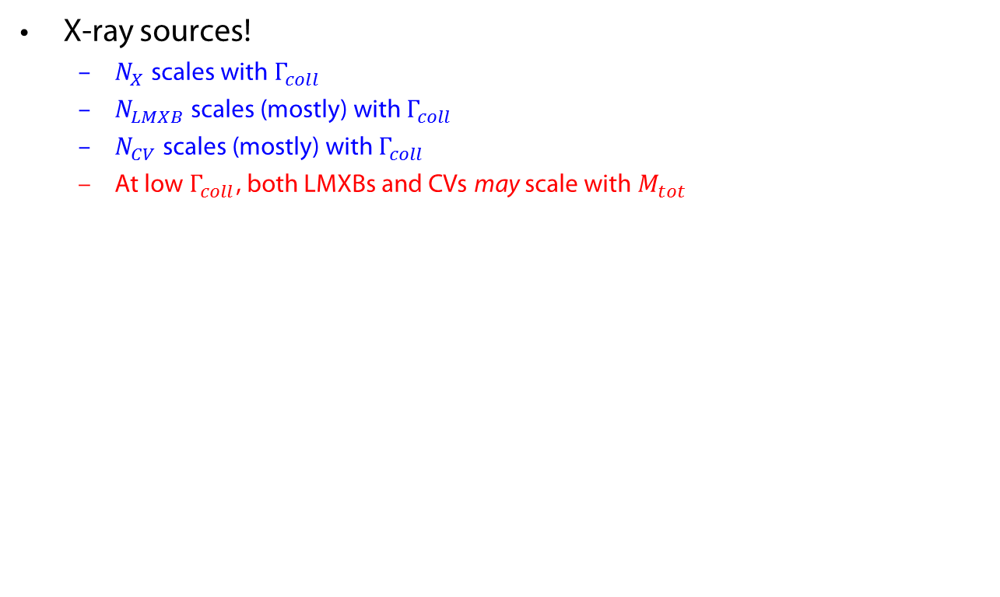 • X-ray sources!
– $N_X$ scales with $\Gamma_{coll}$
– $N_{LMXB}$ scales (mostly) with $\Gamma_{coll}$
– $N_{CV}$ scales (mostly) with $\Gamma_{coll}$
– At low $\Gamma_{coll}$, both LMXBs and CVs may scale with $M_{tot}$